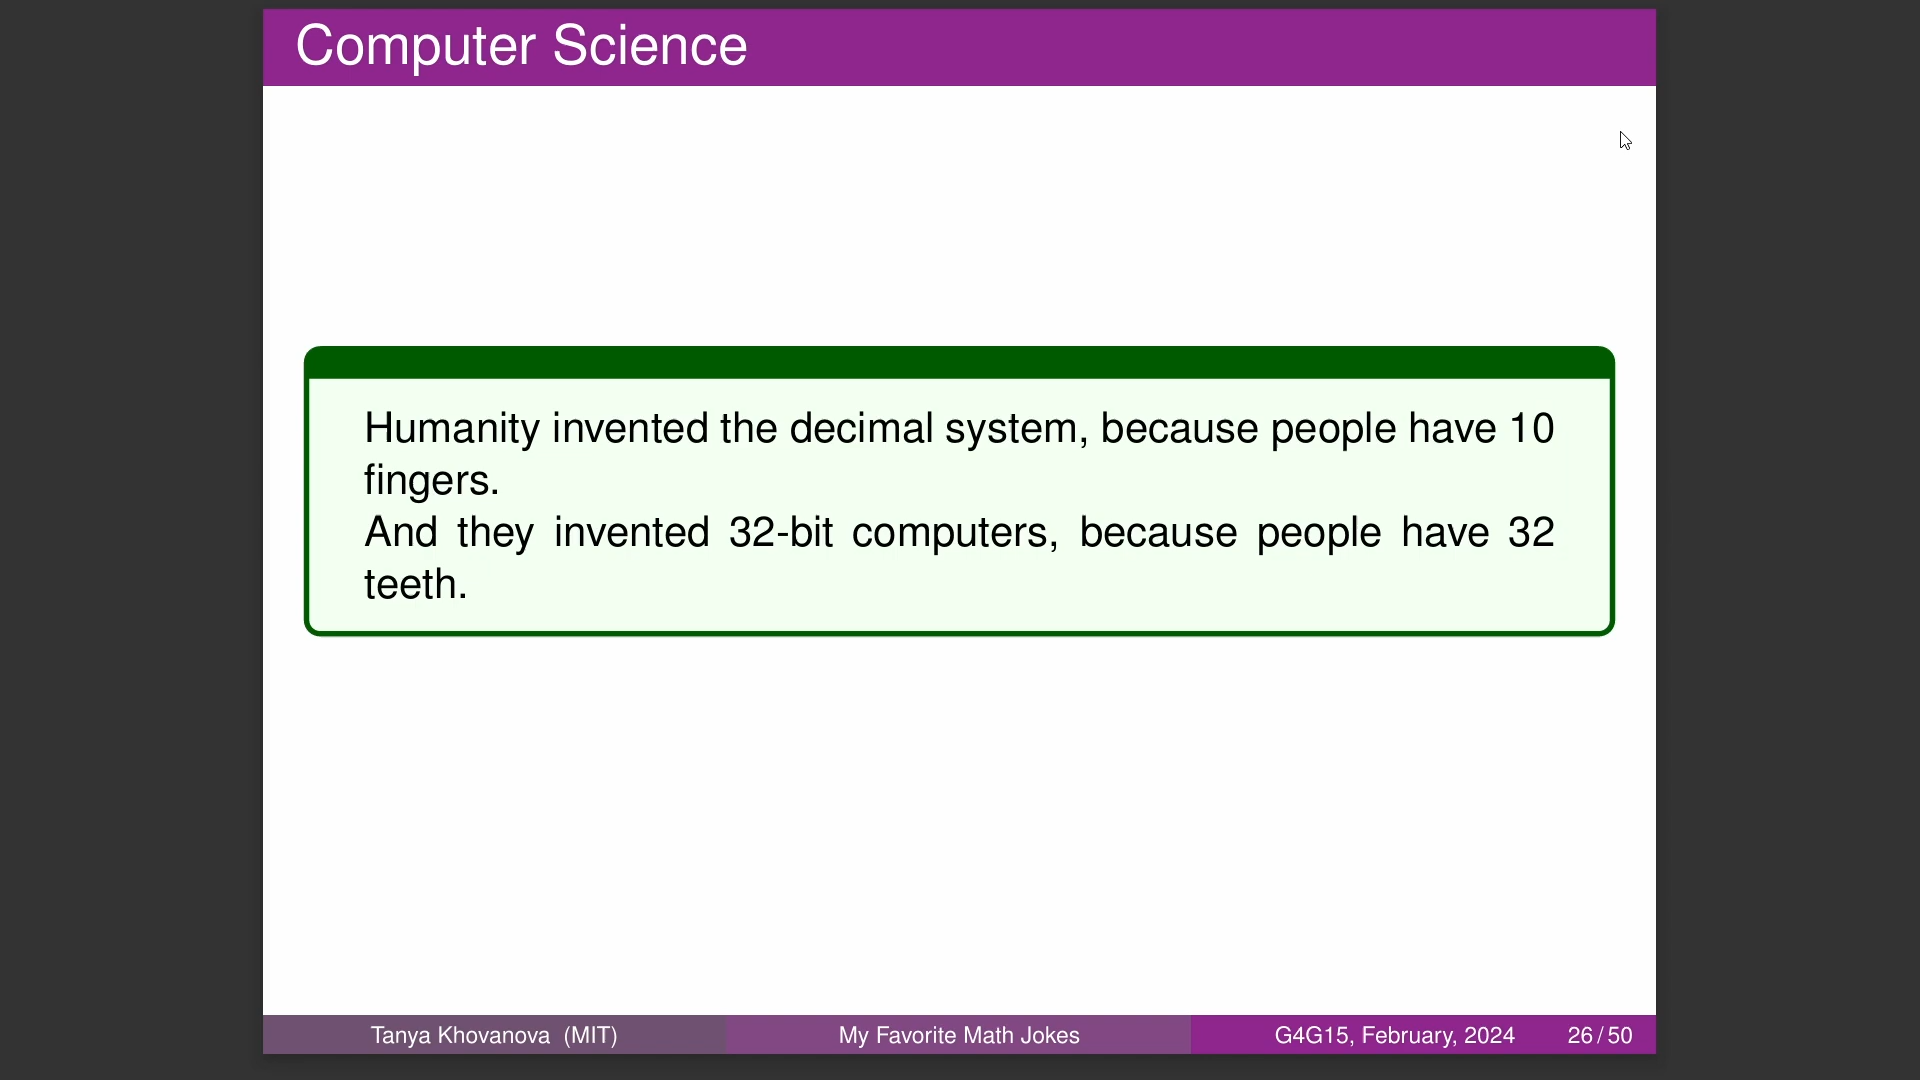 Computer Science
Humanity invented the decimal system, because people have 10
fingers.
And they invented 32-bit computers, because people have 32
teeth.
Tanya Khovanova (MIT)
My Favorite Math Jokes
G4G15, February, 2024
26 / 50